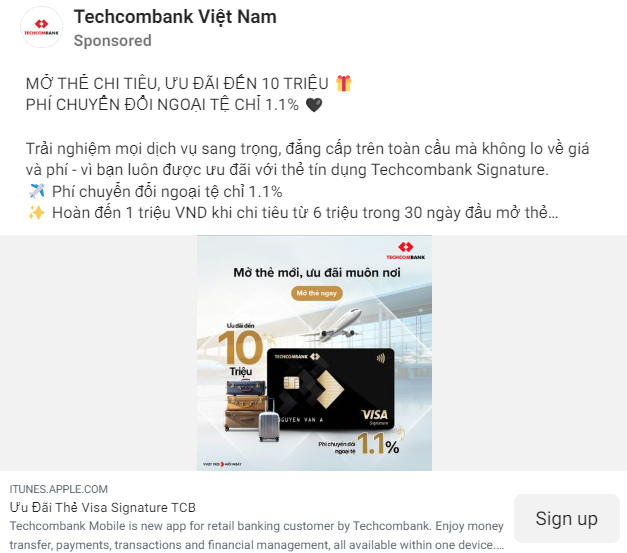 TECHCOMBANK
Techcombank Việt Nam
Sponsored
MỞ THẺ CHI TIÊU, ƯU ĐÃI ĐẾN 10 TRIỆU 🎁
PHÍ CHUYỂN ĐỔI NGOẠI TỆ CHỈ 1.1% 🖤
Trải nghiệm mọi dịch vụ sang trọng, đẳng cấp trên toàn cầu mà không lo về giá
và phí - vì bạn luôn được ưu đãi với thẻ tín dụng Techcombank Signature.
✈️ Phí chuyển đổi ngoại tệ chỉ 1.1%
✨ Hoàn đến 1 triệu VND khi chi tiêu từ 6 triệu trong 30 ngày đầu mở thẻ...
TECHCOMBANK
Mở thẻ mới, ưu đãi muôn nơi
Mở thẻ ngay
Ưu đãi đến
10
Triệu
TECHCOMBANK
NGUYEN VAN A
VISA
Signature
Phí chuyển đổi
ngoại tệ
1.1%
VƯỢT TRỘI MỖI NGÀY
ITUNES.APPLE.COM
Ưu Đãi Thẻ Visa Signature TCB
Techcombank Mobile is new app for retail banking customer by Techcombank. Enjoy money
transfer, payments, transactions and financial management, all available within one device....
Sign up